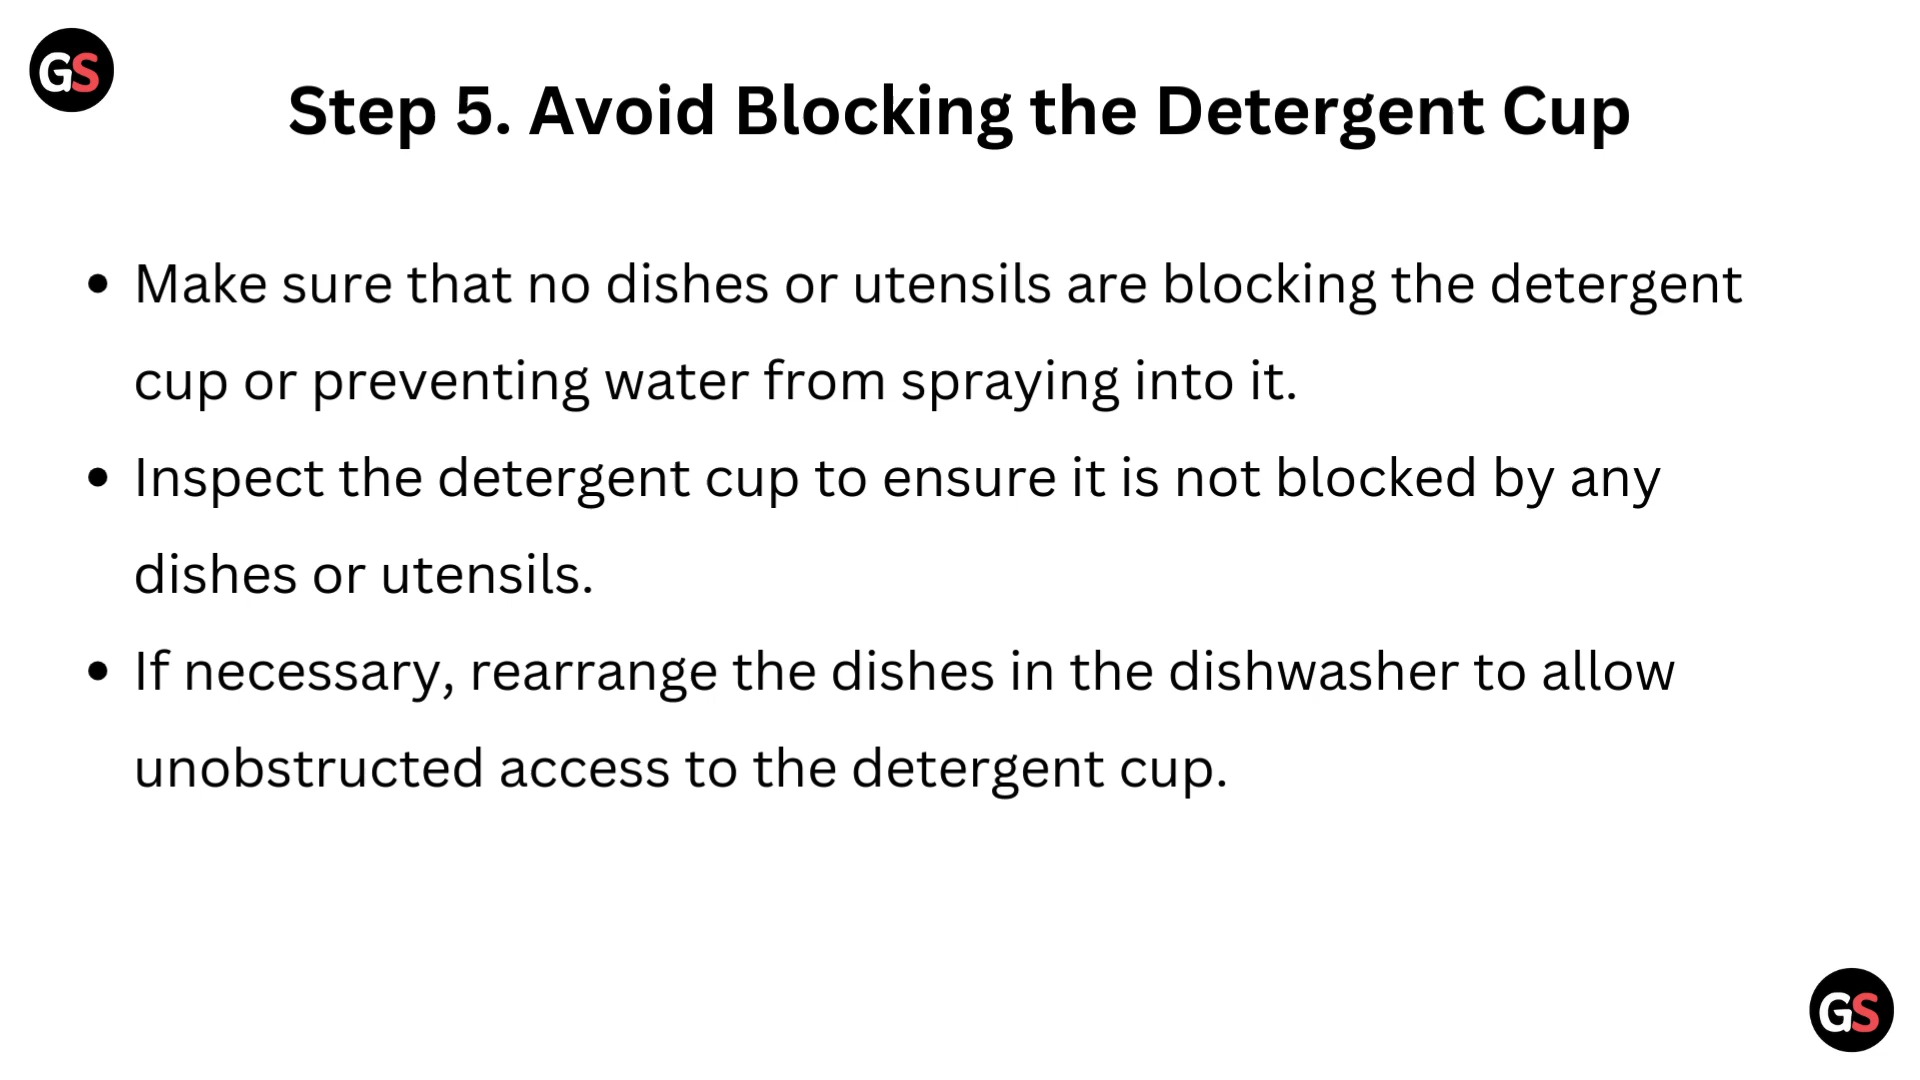 GS
Step 5. Avoid Blocking the Detergent Cup
• Make sure that no dishes or utensils are blocking the detergent
cup or preventing water from spraying into it.
• Inspect the detergent cup to ensure it is not blocked by any
dishes or utensils.
• If necessary, rearrange the dishes in the dishwasher to allow
unobstructed access to the detergent cup.
GS